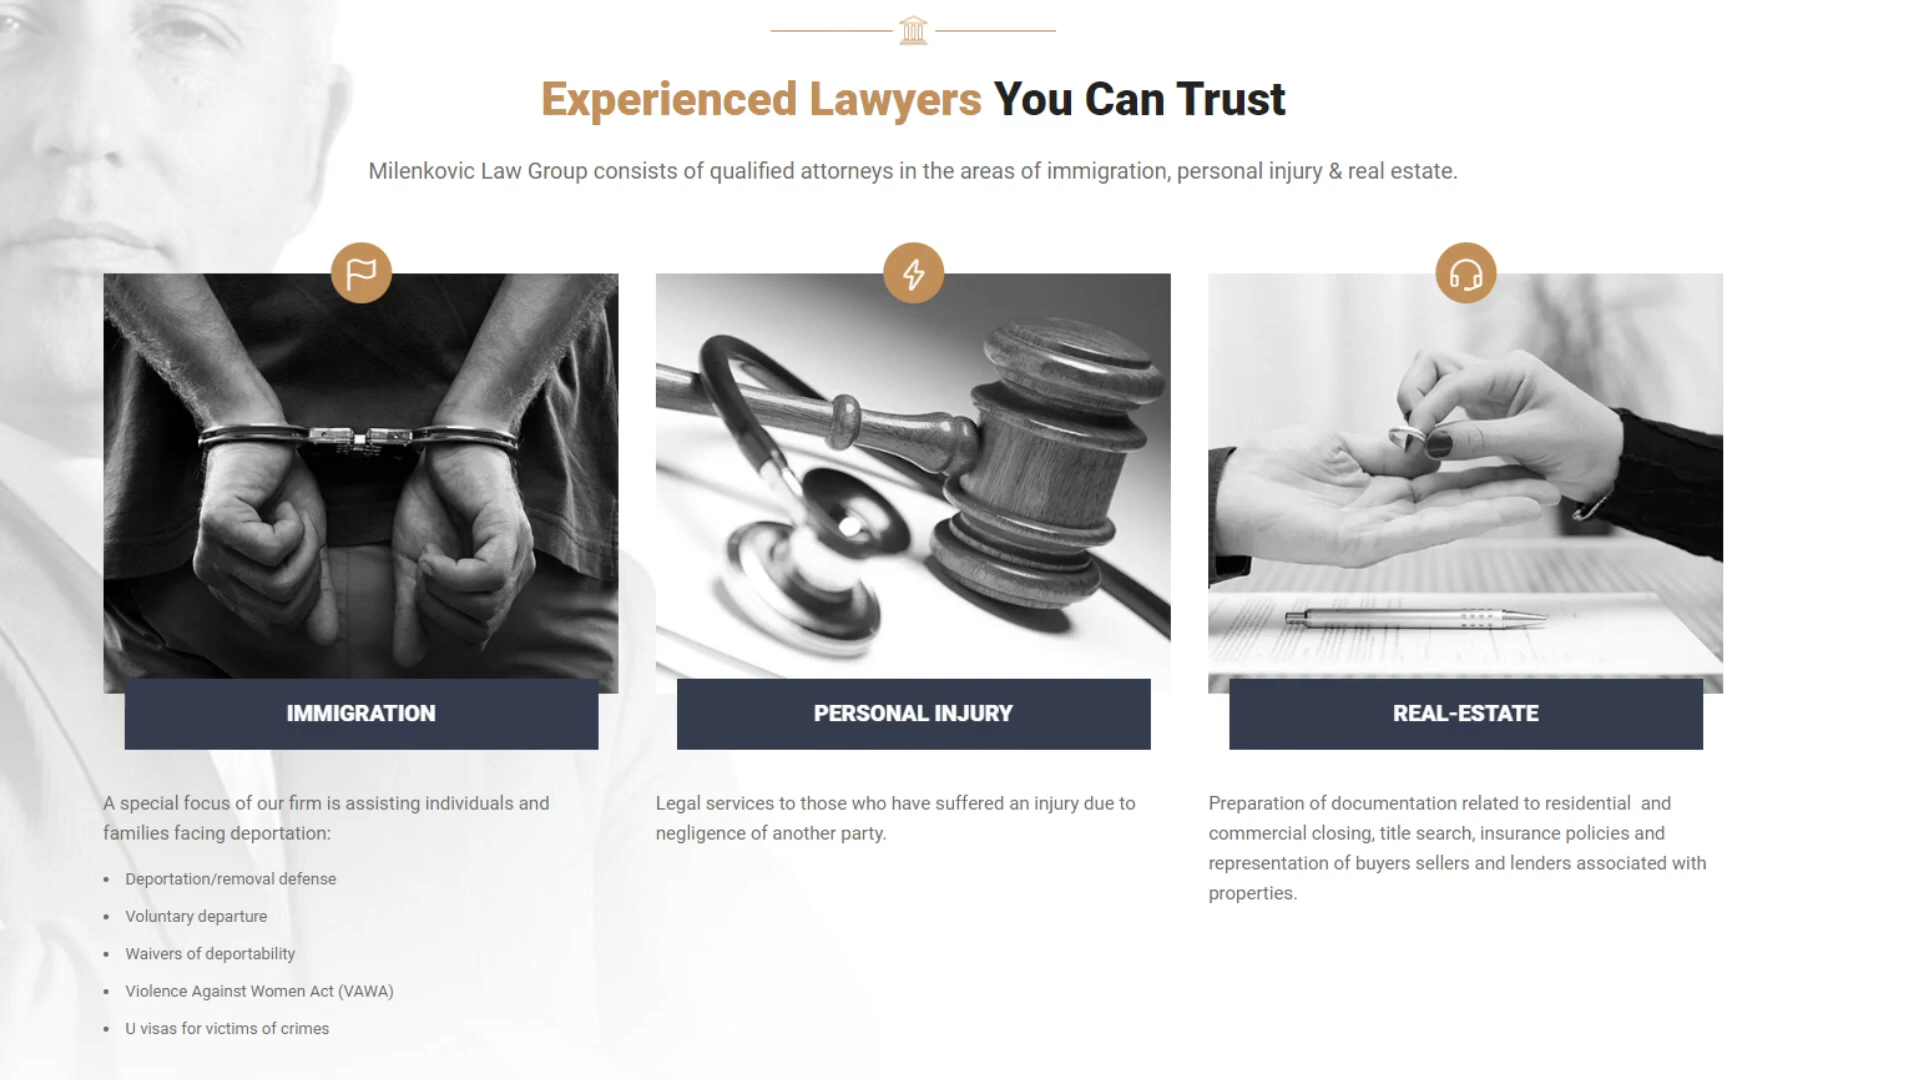 Experienced Lawyers You Can Trust
Milenkovic Law Group consists of qualified attorneys in the areas of immigration, personal injury & real estate.
IMMIGRATION
A special focus of our firm is assisting individuals and
families facing deportation:
• Deportation/removal defense
• Voluntary departure
• Waivers of deportability
• Violence Against Women Act (VAWA)
• U visas for victims of crimes
PERSONAL INJURY
Legal services to those who have suffered an injury due to
negligence of another party.
REAL-ESTATE
Preparation of documentation related to residential  and
commercial closing, title search, insurance policies and
representation of buyers sellers and lenders associated with
properties.